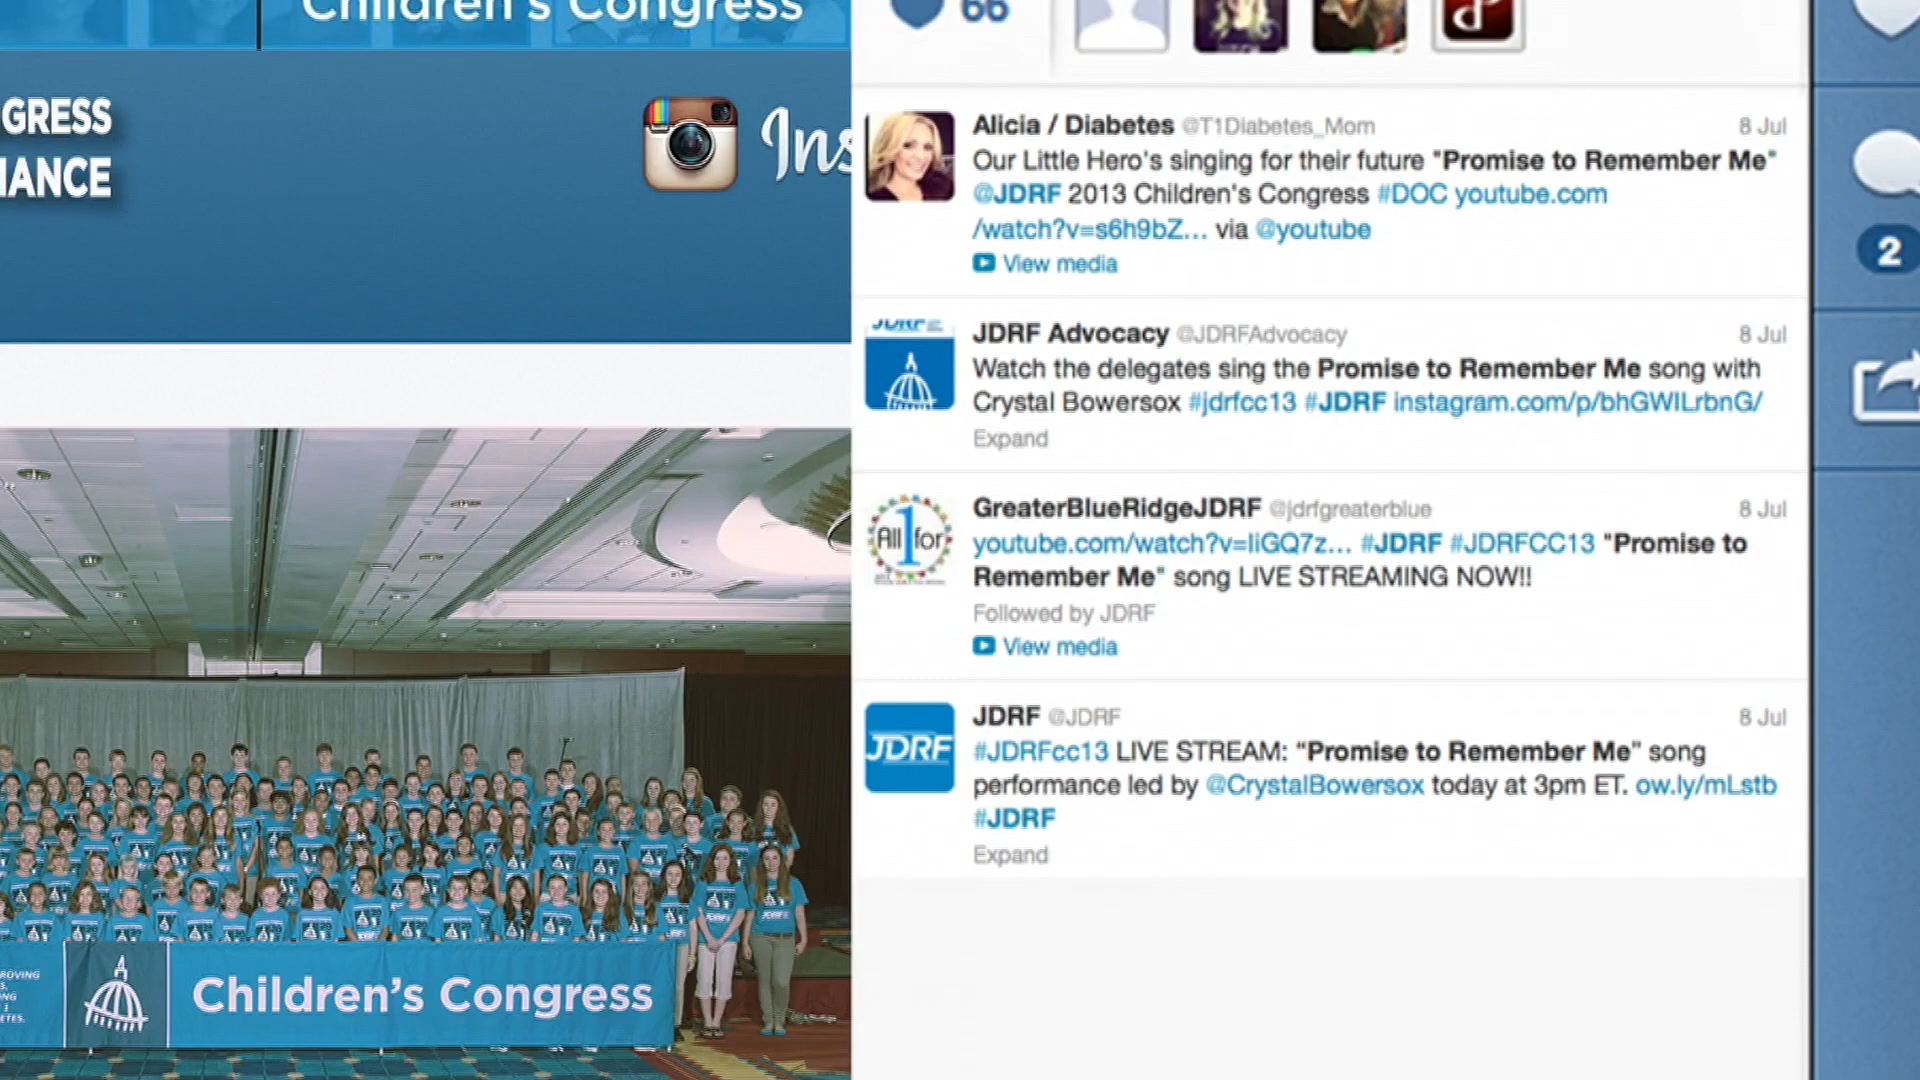 Children's Congress
GRESS
IANCE
Ins
66
Alicia / Diabetes @T1Diabetes_Mom 8 Jul
Our Little Hero's singing for their future "Promise to Remember Me"
@JDRF 2013 Children's Congress #DOC youtube.com
/watch?v=s6h9bZ... via @youtube
View media
JDRF
JDRF Advocacy @JDRFAdvocacy 8 Jul
Watch the delegates sing the Promise to Remember Me song with
Crystal Bowersox #jdrfcc13 #JDRF instagram.com/p/bhGWILrbnG/
Expand
All 1 for
GreaterBlueRidgeJDRF @jdrfgreaterblue 8 Jul
youtube.com/watch?v=IiGQ7z... #JDRF #JDRFCC13 "Promise to
Remember Me" song LIVE STREAMING NOW!!
Followed by JDRF
View media
JDRF
JDRF @JDRF 8 Jul
#JDRFcc13 LIVE STREAM: “Promise to Remember Me” song
performance led by @CrystalBowersox today at 3pm ET. ow.ly/mLstb
#JDRF
Expand
2
ROVING
Children's Congress